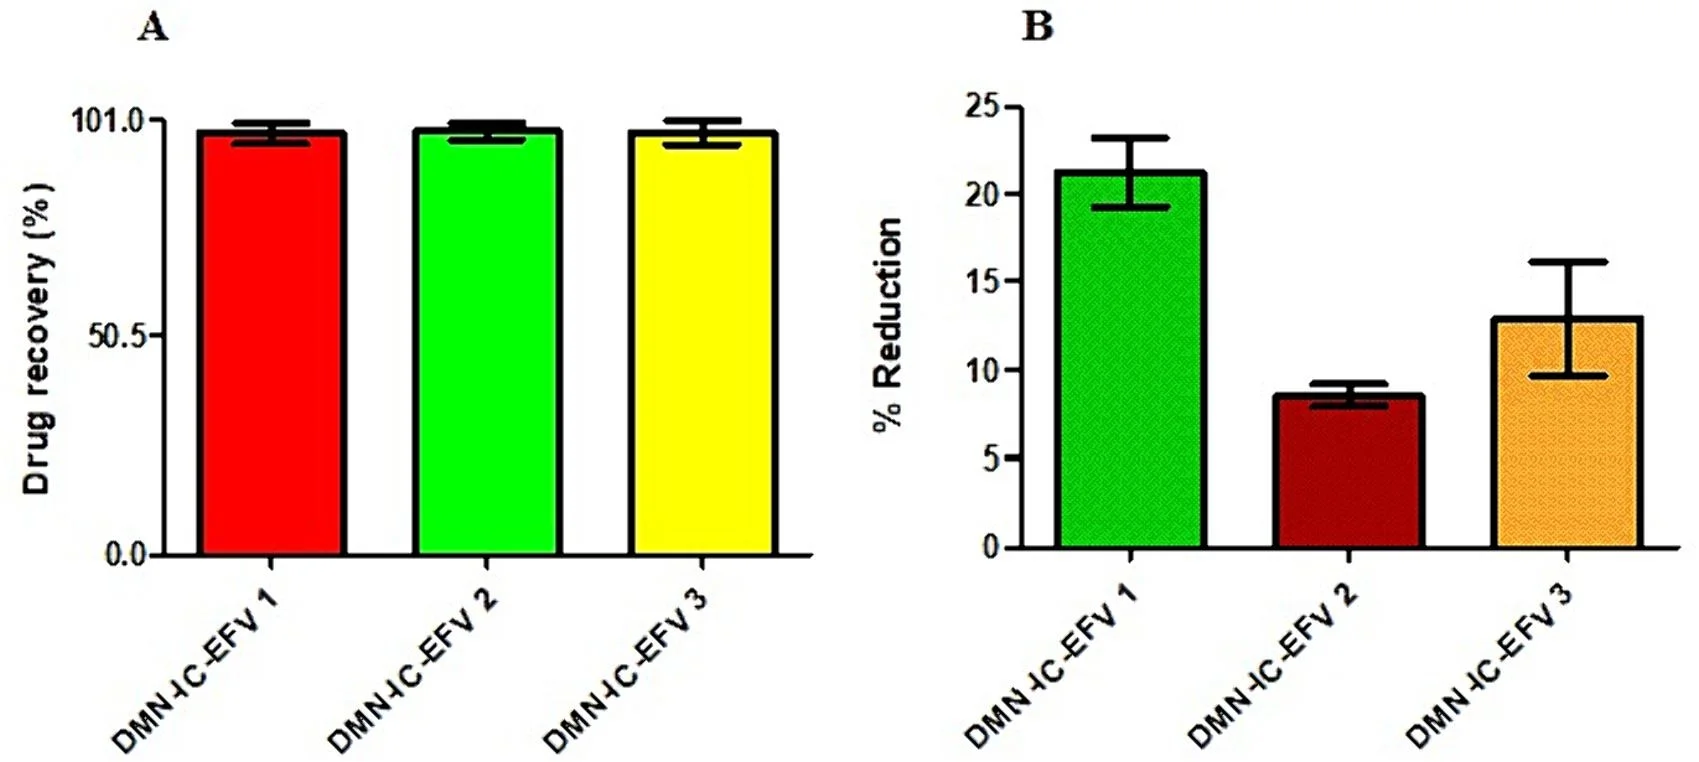 A
101.0
50.5
0.0
Drug recovery (%)
DMN-IC-EFV 1
DMN-IC-EFV 2
DMN-IC-EFV 3
B
25
20
15
10
5
0
% Reduction
DMN-IC-EFV 1
DMN-IC-EFV 2
DMN-IC-EFV 3